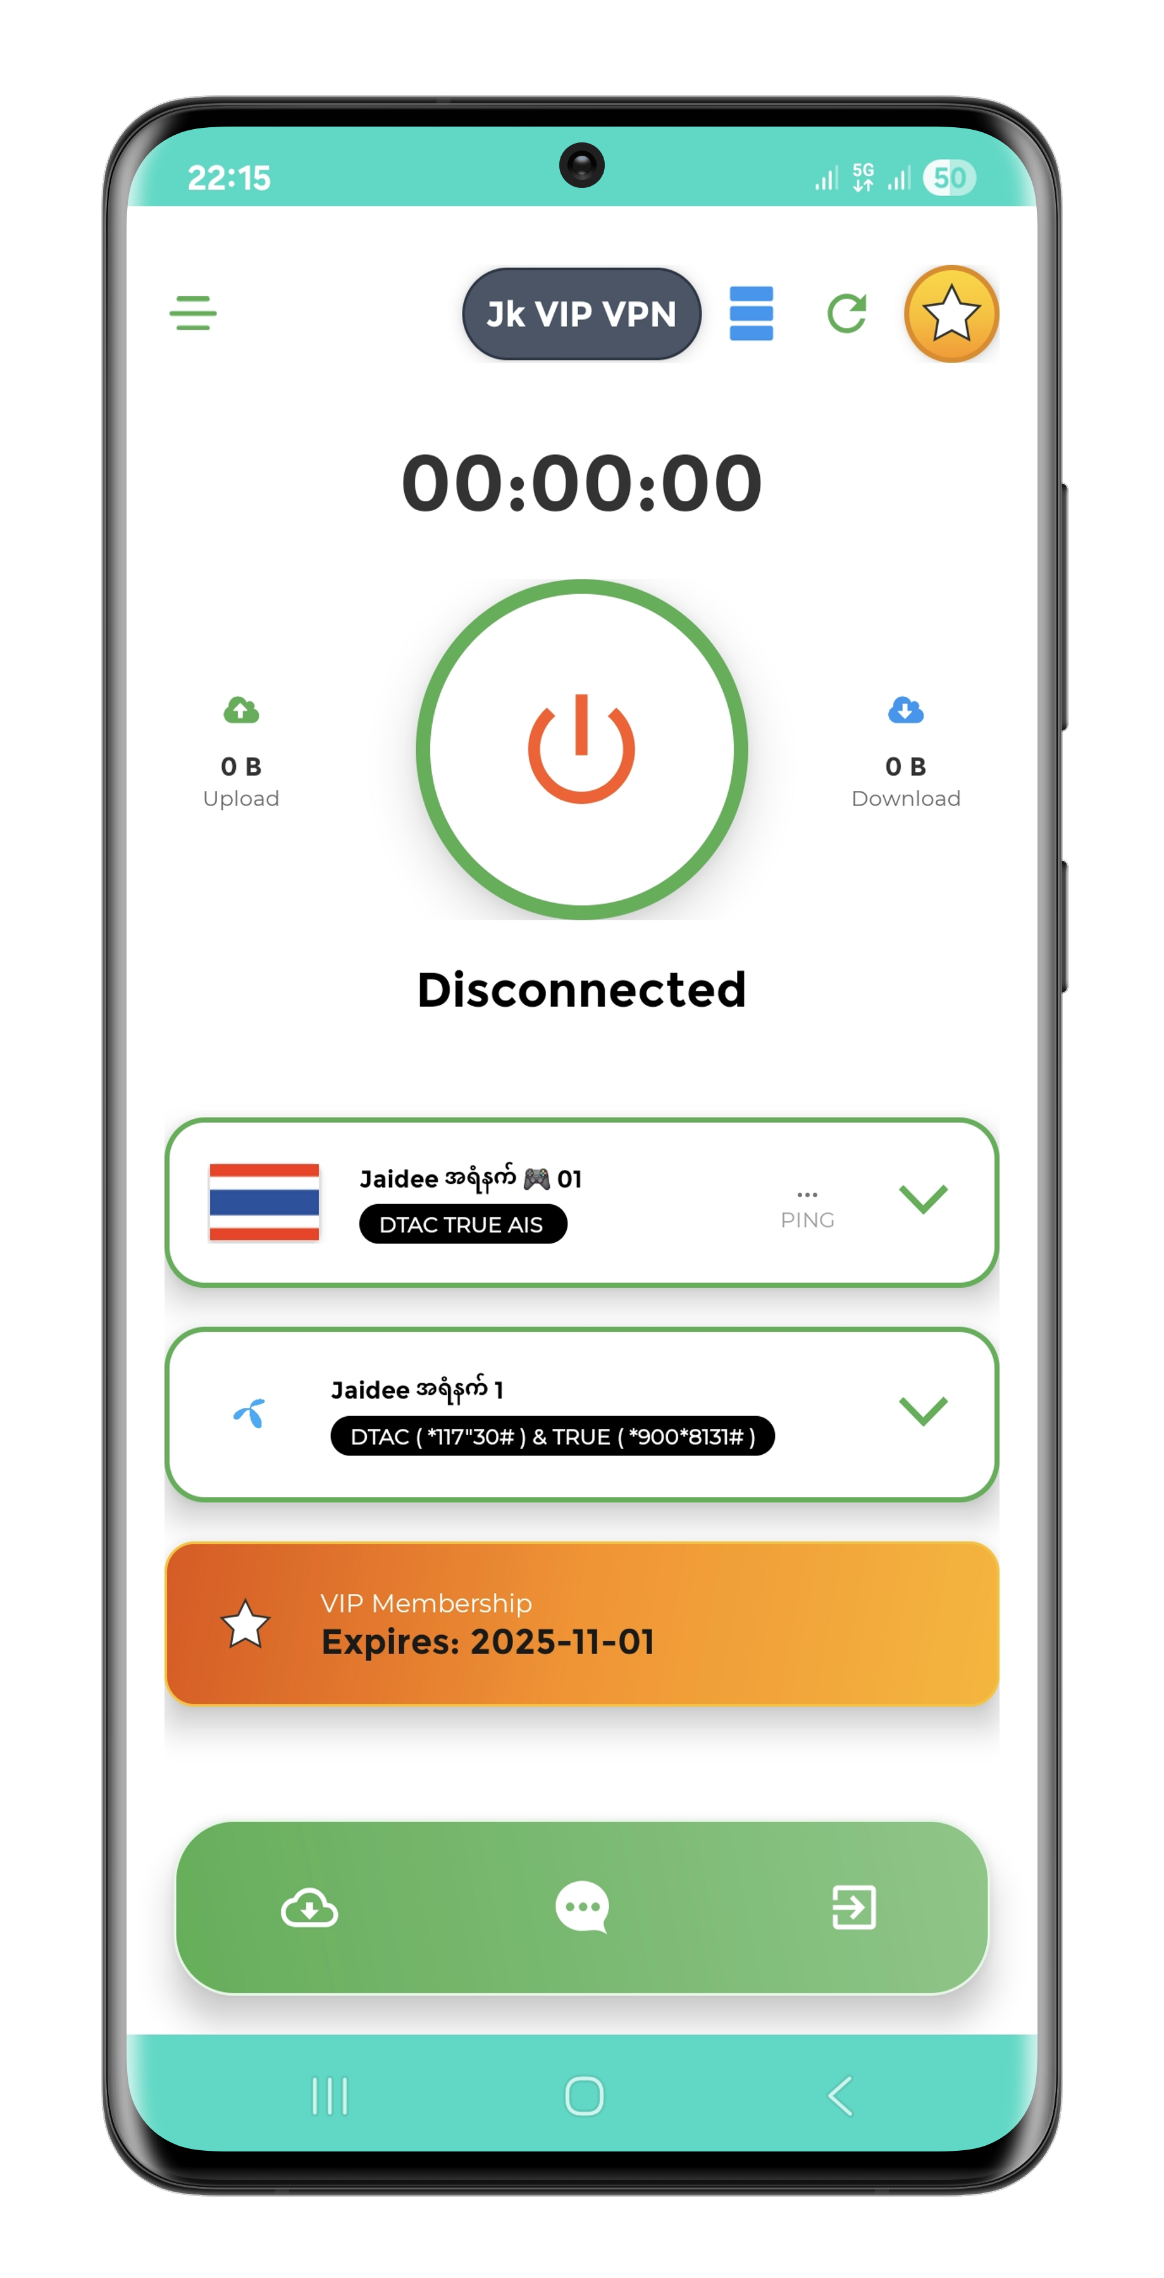 22:15
5G
50
Jk VIP VPN
00:00:00
0 B
Upload
0 B
Download
Disconnected
Jaidee အရံနက် 🎮 01
DTAC TRUE AIS
...
PING
Jaidee အရံနက် 1
DTAC ( *117"30# ) & TRUE ( *900*8131# )
VIP Membership
Expires: 2025-11-01